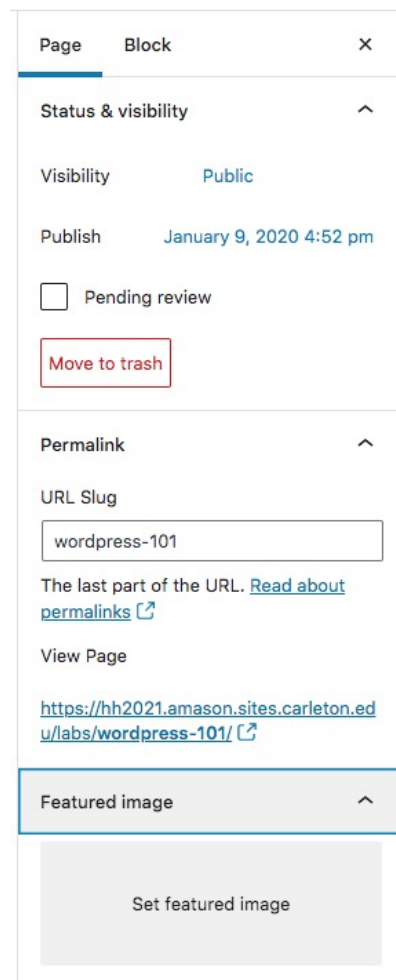 Page Block ×
Status & visibility
Visibility Public
Publish January 9, 2020 4:52 pm
Pending review
Move to trash
Permalink
URL Slug
wordpress-101
The last part of the URL. Read about
permalinks
View Page
https://hh2021.amason.sites.carleton.ed
u/labs/wordpress-101/
Featured image
Set featured image